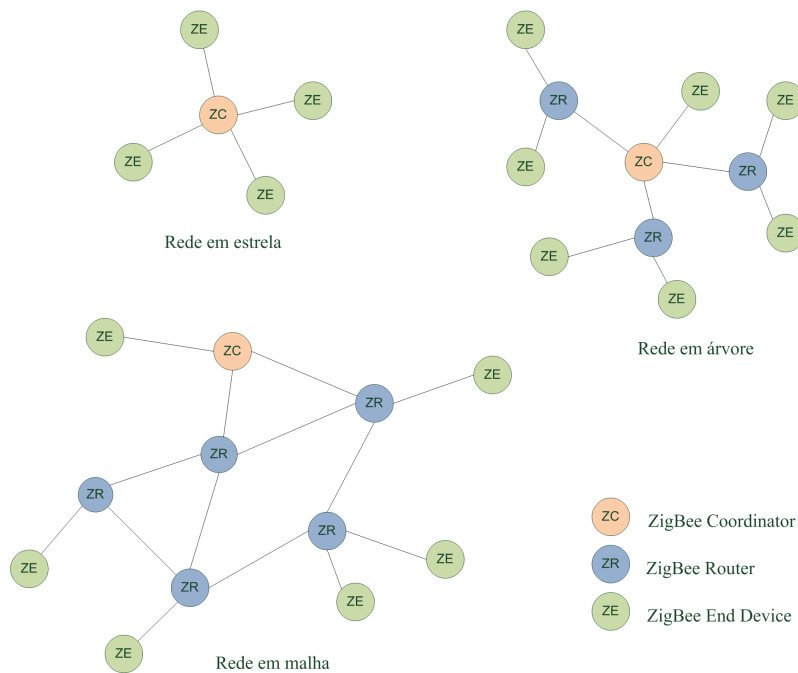 ZE
ZC
ZE
ZE
ZE
Rede em estrela
ZE
ZR
ZE
ZE
ZE
ZC
ZR
ZE
ZR
ZE
ZE
Rede em árvore
ZE
ZC
ZE
ZR
ZR
ZR
ZR
ZE
ZE
ZR
ZE
ZE
Rede em malha
ZC ZigBee Coordinator
ZR ZigBee Router
ZE ZigBee End Device